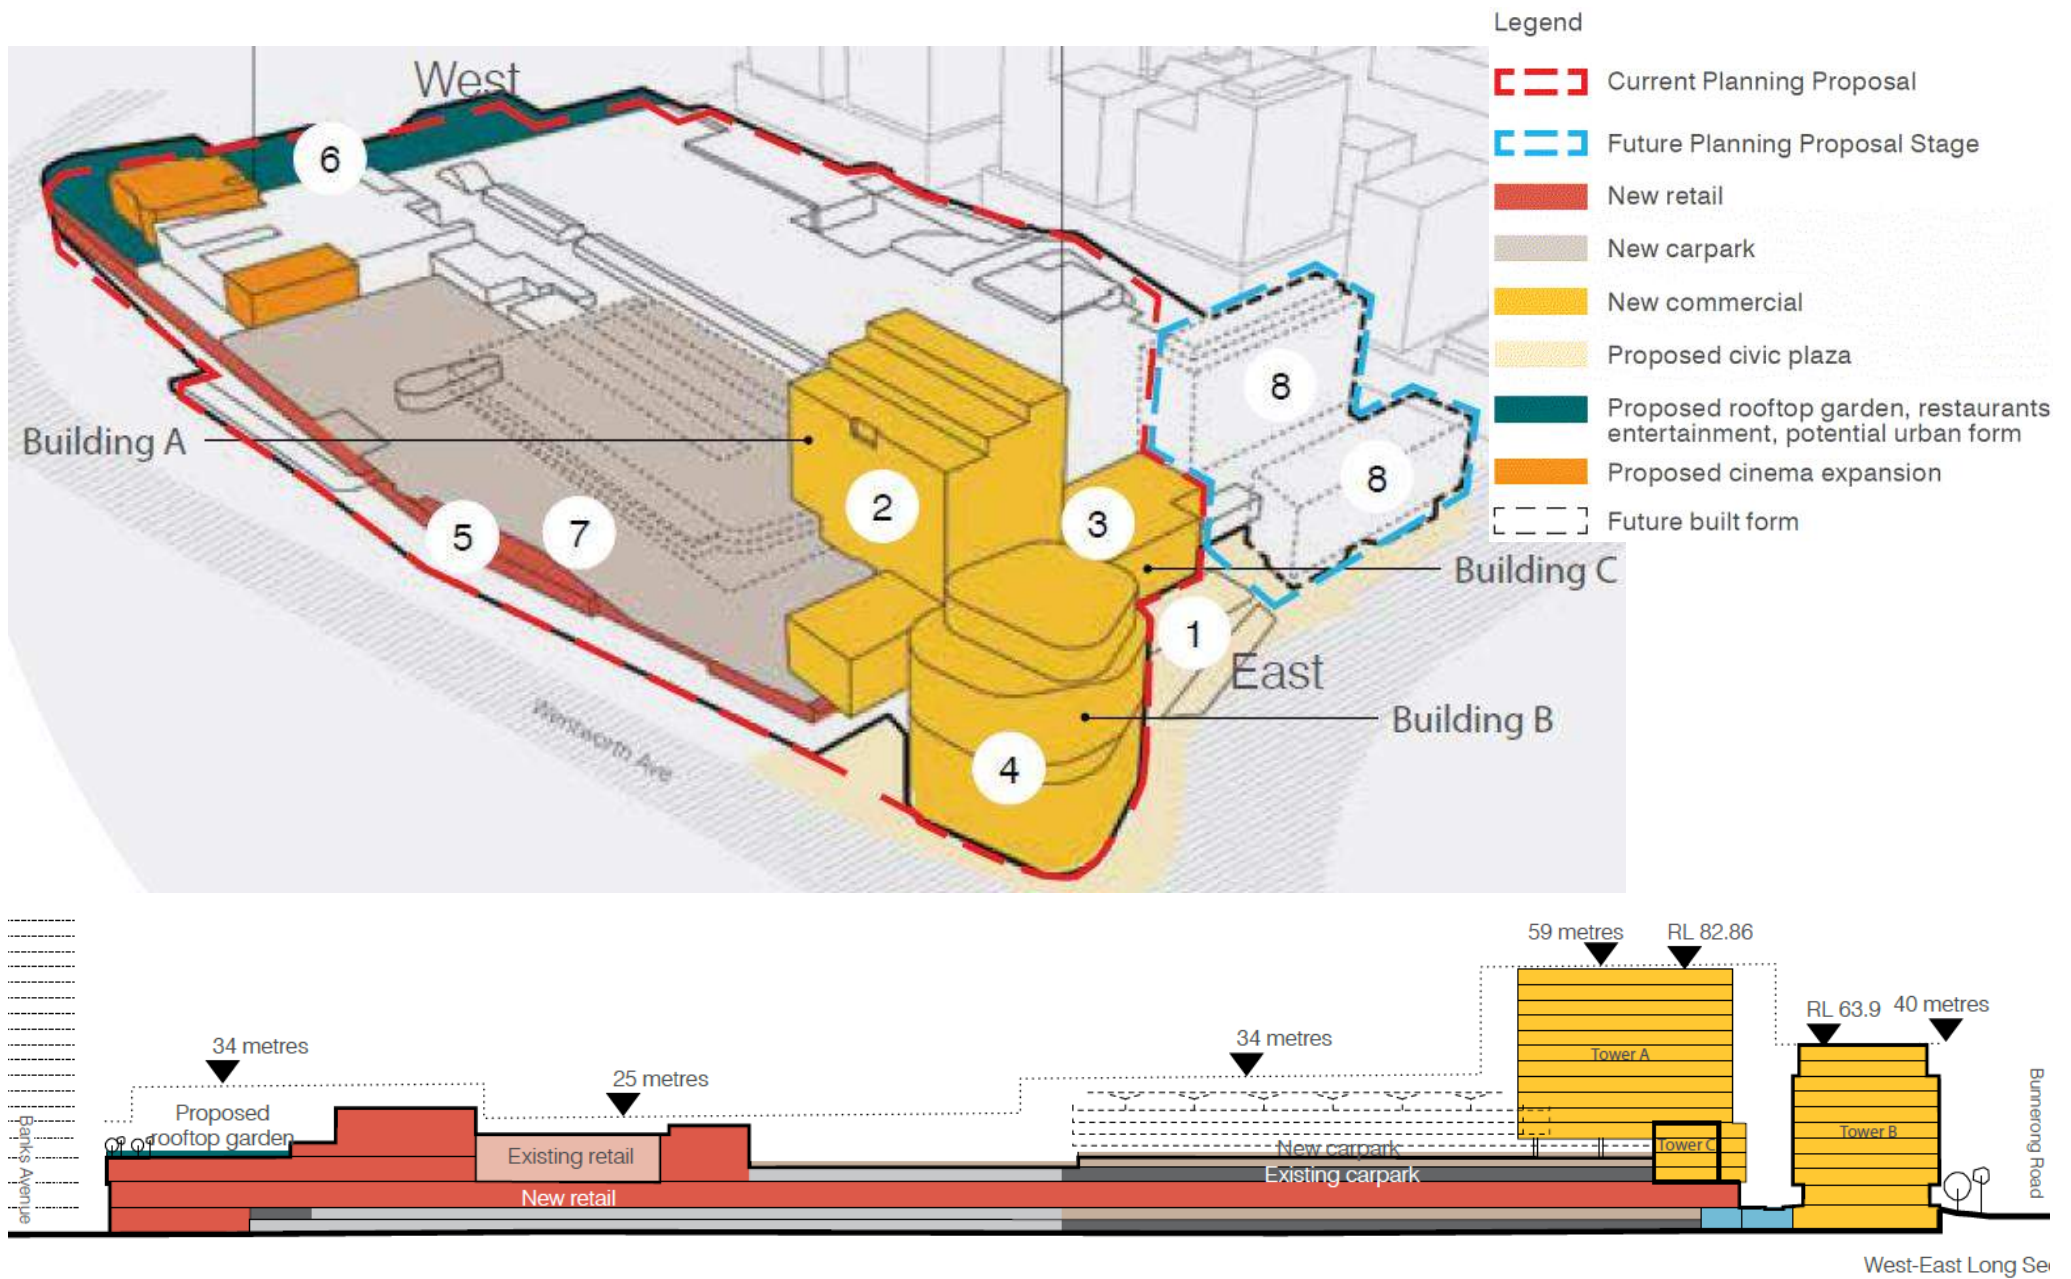 Legend
West
Current Planning Proposal
Future Planning Proposal Stage
6
New retail
New carpark
New commercial
Proposed civic plaza
8
Proposed rooftop garden, restaurants
entertainment, potential urban form
Building A
Proposed cinema expansion
8
2
3
Future built form
5
7
Building C
1
East
Wentworth Ave
Building B
4
59 metres
RL 82.86
RL 63.9
40 metres
34 metres
34 metres
25 metres
Tower A
Proposed
rooftop garden
Banks Avenue
Existing retail
New carpark
Tower C
Tower B
Bunnerong Road
Existing carpark
New retail
West-East Long Sec